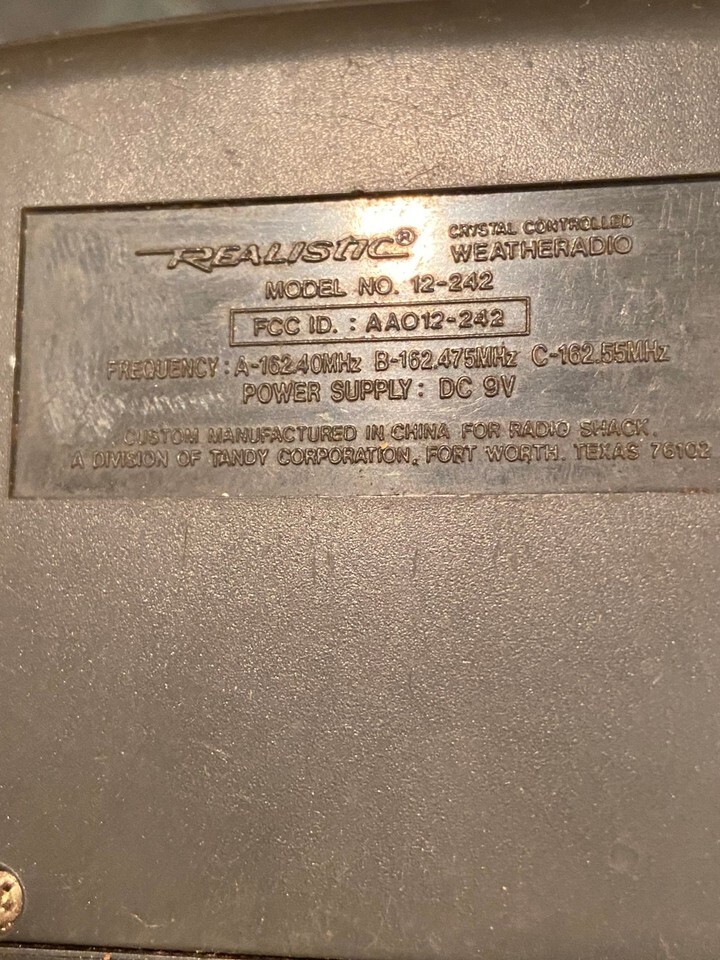 REALISTIC® CRYSTAL CONTROLLED WEATHERADIO
MODEL NO. 12-242
FCC ID. : AAO12-242
FREQUENCY : A-162.40MHz B-162.475MHz C-162.55MHz
POWER SUPPLY : DC 9V
CUSTOM MANUFACTURED IN CHINA FOR RADIO SHACK,
A DIVISION OF TANDY CORPORATION, FORT WORTH, TEXAS 76102